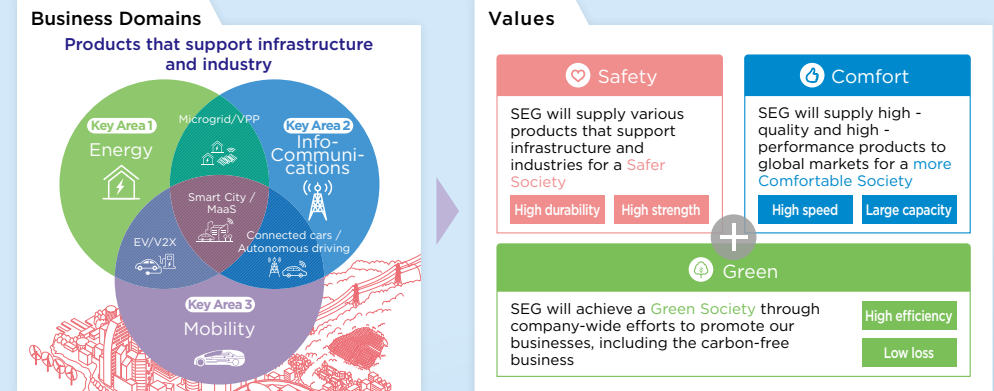 Business Domains
Products that support infrastructure
and industry
Key Area 1
Energy
Microgrid/VPP
Key Area 2
Info-
Communi-
cations
Smart City /
MaaS
EV/V2X
Connected cars /
Autonomous driving
Key Area 3
Mobility
Values
Safety
SEG will supply various
products that support
infrastructure and
industries for a Safer
Society
High durability
High strength
Comfort
SEG will supply high -
quality and high -
performance products to
global markets for a more
Comfortable Society
High speed
Large capacity
+
Green
SEG will achieve a Green Society through
company-wide efforts to promote our
businesses, including the carbon-free
business
High efficiency
Low loss